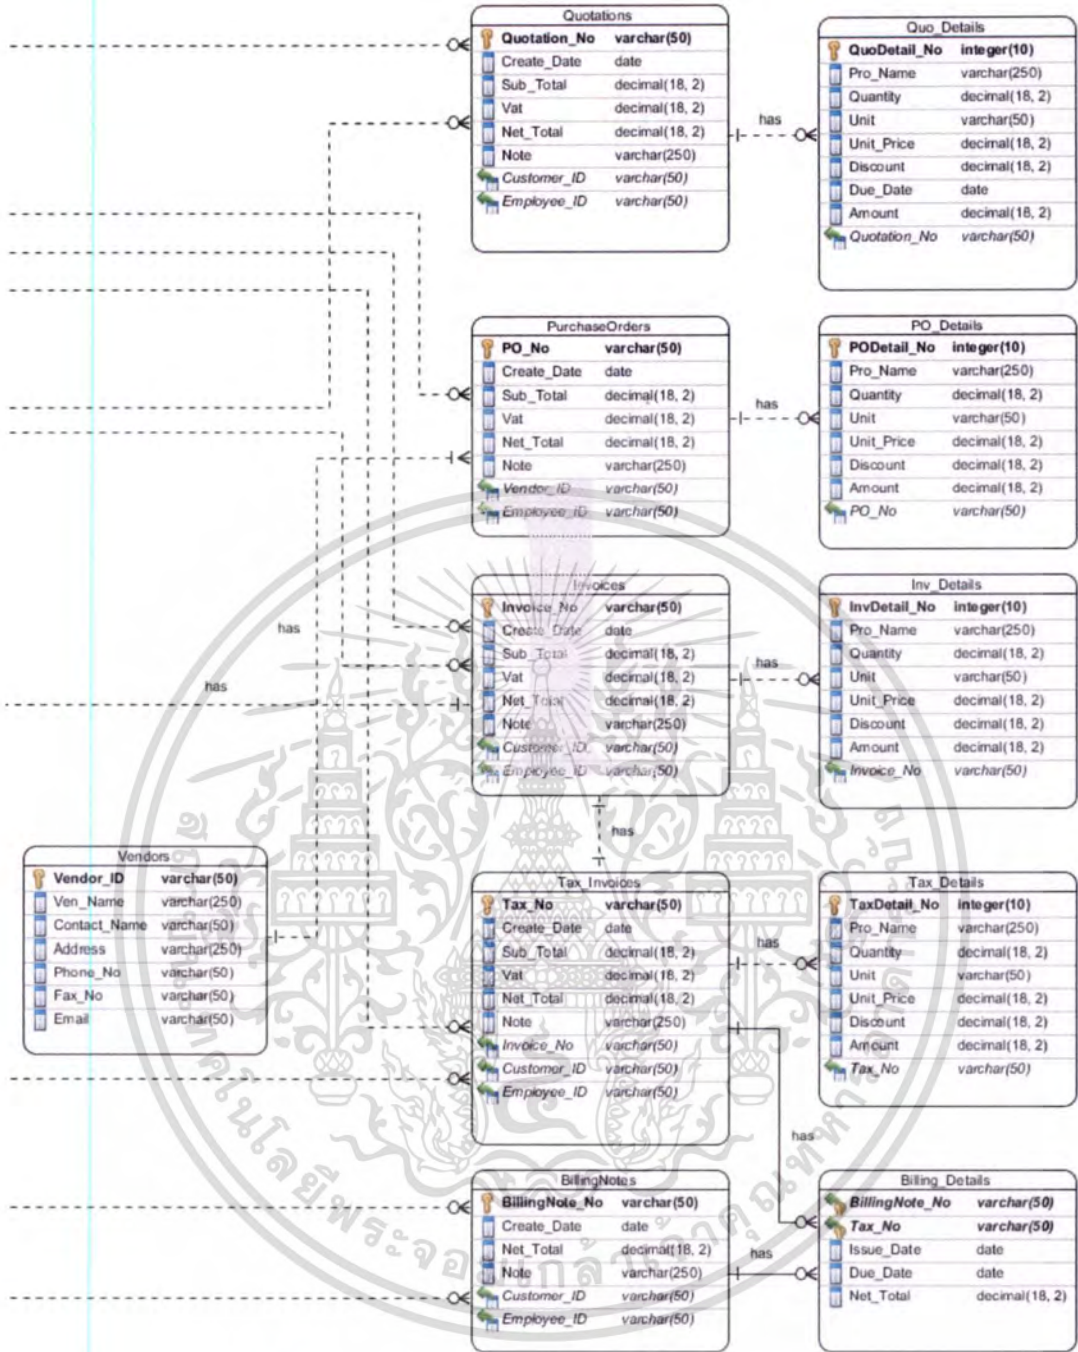 Quotations
Quotation_No varchar(50)
Create_Date date
Sub_Total decimal(18, 2)
Vat decimal(18, 2)
Net_Total decimal(18, 2)
Note varchar(250)
Customer_ID varchar(50)
Employee_ID varchar(50)
has
Quo_Details
QuoDetail_No integer(10)
Pro_Name varchar(250)
Quantity decimal(18, 2)
Unit varchar(50)
Unit_Price decimal(18, 2)
Discount decimal(18, 2)
Due_Date date
Amount decimal(18, 2)
Quotation_No varchar(50)
PurchaseOrders
PO_No varchar(50)
Create_Date date
Sub_Total decimal(18, 2)
Vat decimal(18, 2)
Net_Total decimal(18, 2)
Note varchar(250)
Vendor_ID varchar(50)
Employee_ID varchar(50)
has
PO_Details
PODetail_No integer(10)
Pro_Name varchar(250)
Quantity decimal(18, 2)
Unit varchar(50)
Unit_Price decimal(18, 2)
Discount decimal(18, 2)
Amount decimal(18, 2)
PO_No varchar(50)
has
has
Invoices
Invoice_No varchar(50)
Create_Date date
Sub_Total decimal(18, 2)
Vat decimal(18, 2)
Net_Total decimal(18, 2)
Note varchar(250)
Customer_ID varchar(50)
Employee_ID varchar(50)
has
Inv_Details
InvDetail_No integer(10)
Pro_Name varchar(250)
Quantity decimal(18, 2)
Unit varchar(50)
Unit_Price decimal(18, 2)
Discount decimal(18, 2)
Amount decimal(18, 2)
Invoice_No varchar(50)
has
Vendors
Vendor_ID varchar(50)
Ven_Name varchar(250)
Contact_Name varchar(50)
Address varchar(250)
Phone_No varchar(50)
Fax_No varchar(50)
Email varchar(50)
Tax_Invoices
Tax_No varchar(50)
Create_Date date
Sub_Total decimal(18, 2)
Vat decimal(18, 2)
Net_Total decimal(18, 2)
Note varchar(250)
Invoice_No varchar(50)
Customer_ID varchar(50)
Employee_ID varchar(50)
has
Tax_Details
TaxDetail_No integer(10)
Pro_Name varchar(250)
Quantity decimal(18, 2)
Unit varchar(50)
Unit_Price decimal(18, 2)
Discount decimal(18, 2)
Amount decimal(18, 2)
Tax_No varchar(50)
has
BillingNotes
BillingNote_No varchar(50)
Create_Date date
Net_Total decimal(18, 2)
Note varchar(250)
Customer_ID varchar(50)
Employee_ID varchar(50)
has
Billing_Details
BillingNote_No varchar(50)
Tax_No varchar(50)
Issue_Date date
Due_Date date
Net_Total decimal(18, 2)